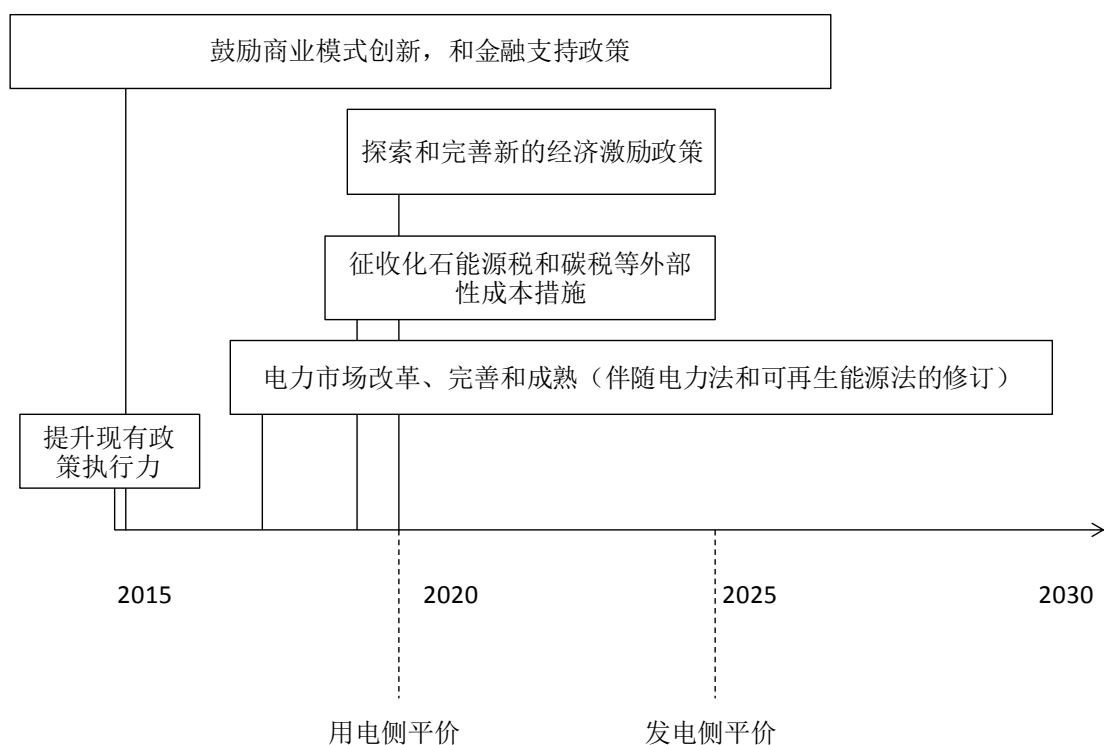 鼓励商业模式创新，和金融支持政策
探索和完善新的经济激励政策
征收化石能源税和碳税等外部
性成本措施
电力市场改革、完善和成熟（伴随电力法和可再生能源法的修订）
提升现有政
策执行力
2015
2020
2025
2030
用电侧平价
发电侧平价